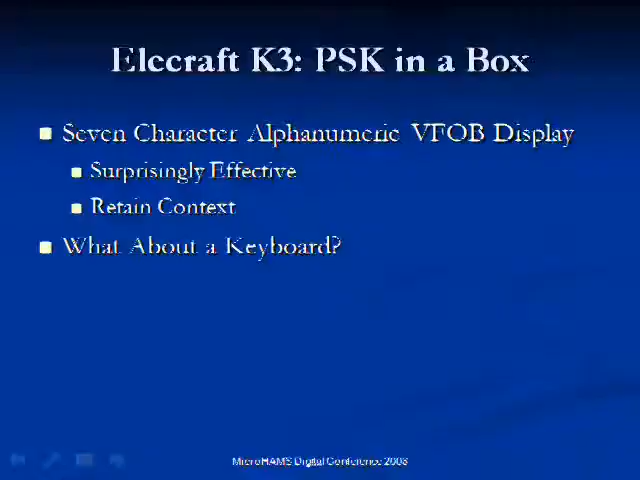 Elecraft K3: PSK in a Box
Seven Character Alphanumeric VFOB Display
Surprisingly Effective
Retain Context
What About a Keyboard?
MicroHAMS Digital Conference 2008